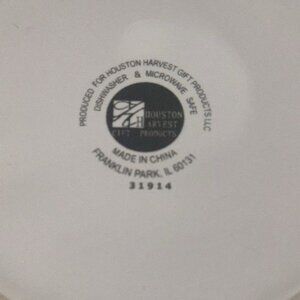 PRODUCED FOR HOUSTON HARVEST GIFT PRODUCTS LLC
DISHWASHER & MICROWAVE SAFE
HOUSTON
HARVEST
GIFT PRODUCTS
MADE IN CHINA
FRANKLIN PARK, IL 60131
31914